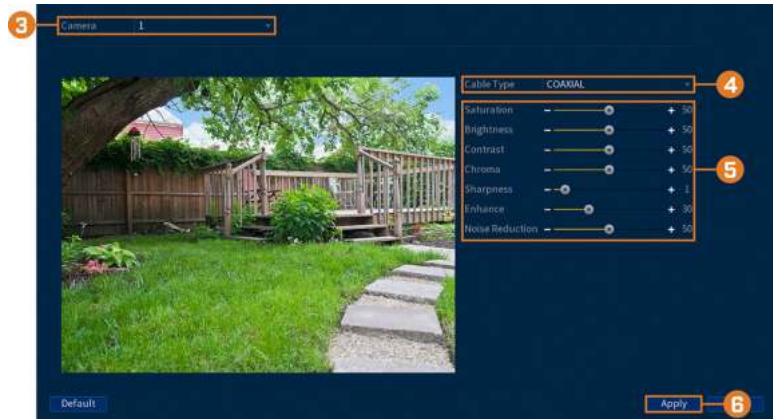 3 Camera 1
Cable Type COAXIAL 4
Saturation - + 50
Brightness - + 50
Contrast - + 50
Chroma - + 50 5
Sharpness - + 1
Enhance - + 30
Noise Reduction - + 50
Default Apply 6